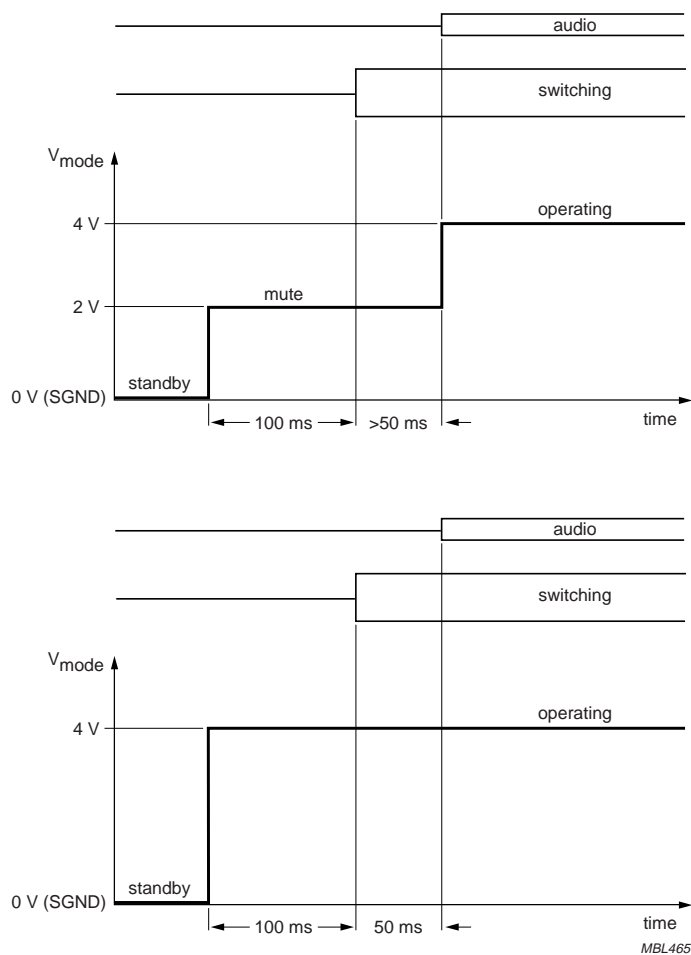 audio
switching
Vmode
4 V
operating
mute
2 V
standby
0 V (SGND)
100 ms
>50 ms
time
audio
switching
Vmode
4 V
operating
standby
0 V (SGND)
100 ms
50 ms
time
MBL465